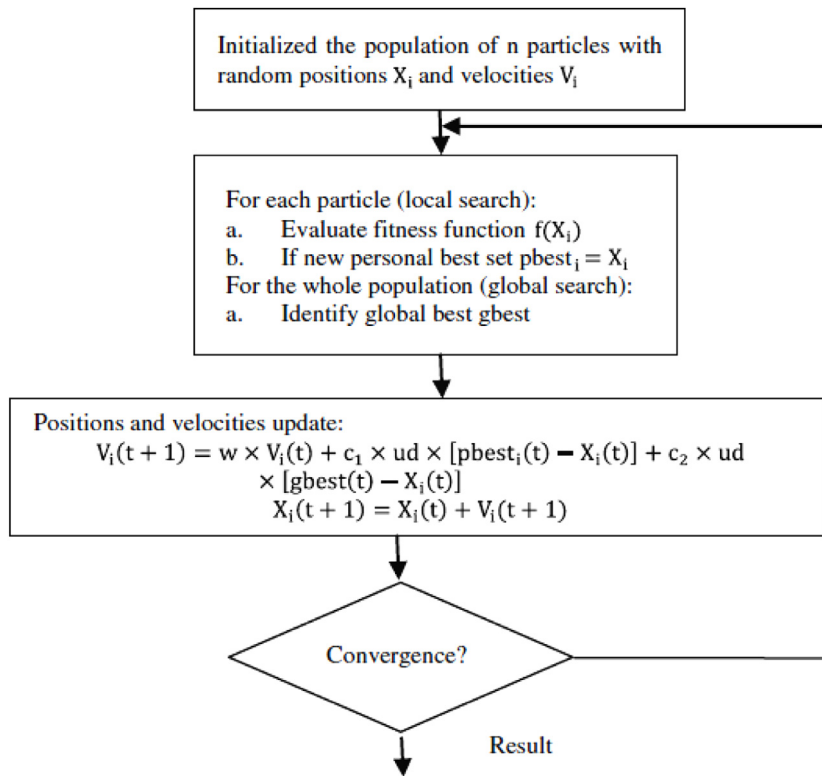 Initialized the population of n particles with
random positions Xᵢ and velocities Vᵢ
For each particle (local search):
a. Evaluate fitness function f(Xᵢ)
b. If new personal best set pbestᵢ = Xᵢ
For the whole population (global search):
a. Identify global best gbest
Positions and velocities update:
Vᵢ(t + 1) = w × Vᵢ(t) + c₁ × ud × [pbestᵢ(t) − Xᵢ(t)] + c₂ × ud
× [gbest(t) − Xᵢ(t)]
Xᵢ(t + 1) = Xᵢ(t) + Vᵢ(t + 1)
Convergence?
Result